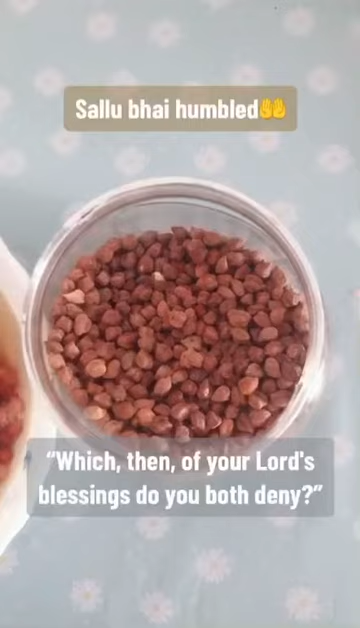 Sallu bhai humbled🤲
“Which, then, of your Lord's
blessings do you both deny?”